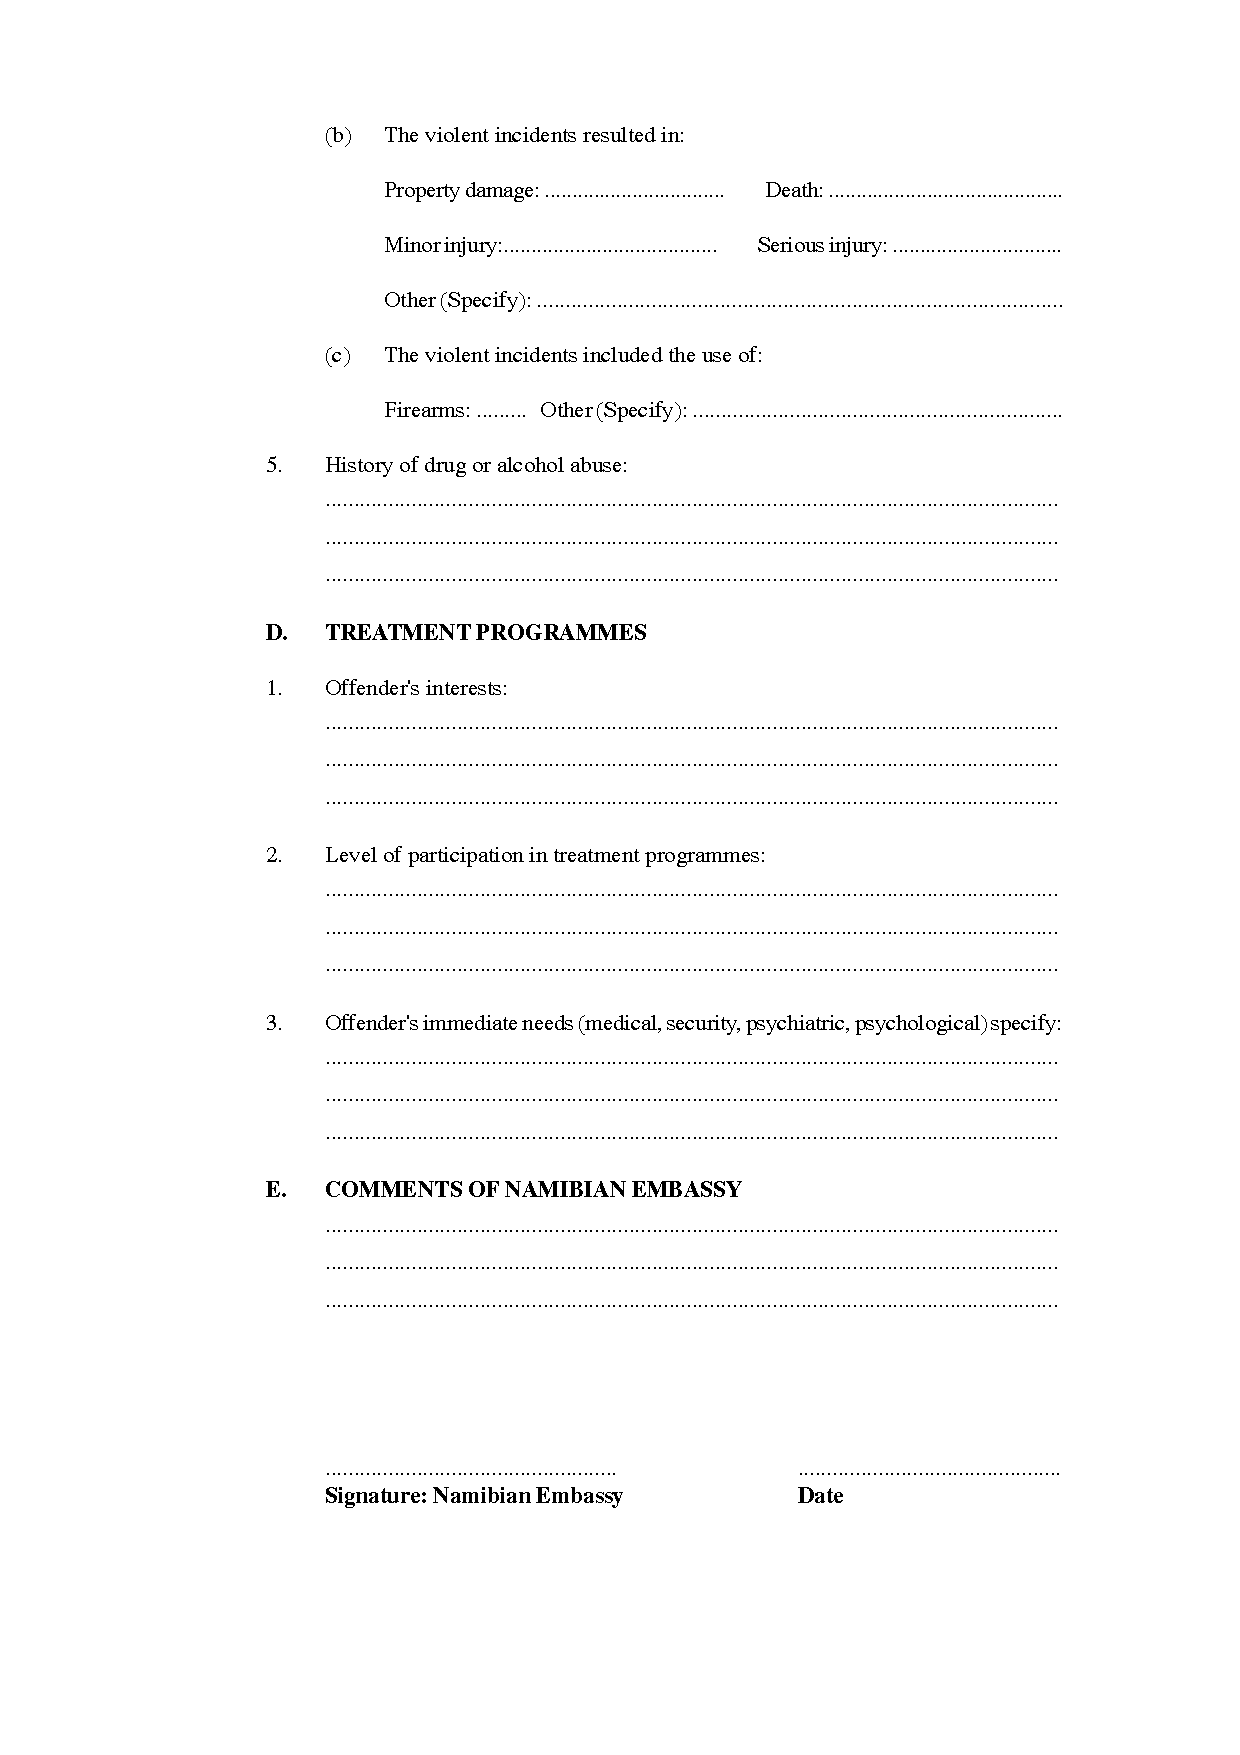 (b) The violent incidents resulted in:
Property damage: ................................. Death: ...........................................
Minor injury:....................................... Serious injury: ...............................
Other (Specify): ............................................................................................
(c) The violent incidents included the use of:
Firearms: ......... Other (Specify): .................................................................
5. History of drug or alcohol abuse:
................................................................................................................................
................................................................................................................................
................................................................................................................................
D. TREATMENT PROGRAMMES
1. Offender's interests:
................................................................................................................................
................................................................................................................................
................................................................................................................................
2. Level of participation in treatment programmes:
................................................................................................................................
................................................................................................................................
................................................................................................................................
3. Offender's immediate needs (medical, security, psychiatric, psychological) specify:
................................................................................................................................
................................................................................................................................
................................................................................................................................
E. COMMENTS OF NAMIBIAN EMBASSY
................................................................................................................................
................................................................................................................................
................................................................................................................................
................................................... ..............................................
Signature: Namibian Embassy Date